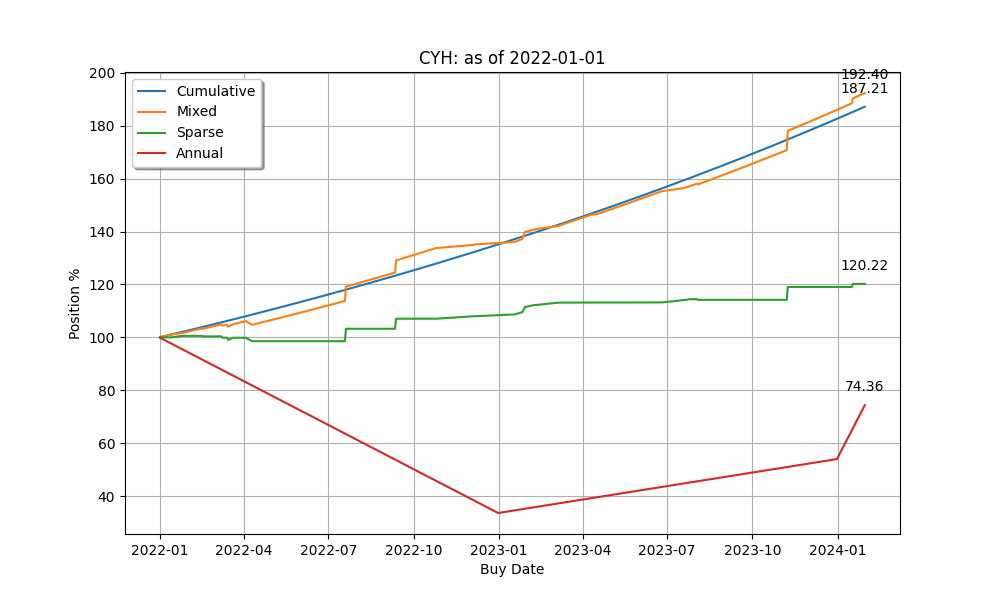 CYH: as of 2022-01-01
200
180
160
140
120
100
80
60
40
Position %
Cumulative
Mixed
Sparse
Annual
192.40
187.21
120.22
74.36
2022-01 2022-04 2022-07 2022-10 2023-01 2023-04 2023-07 2023-10 2024-01
Buy Date